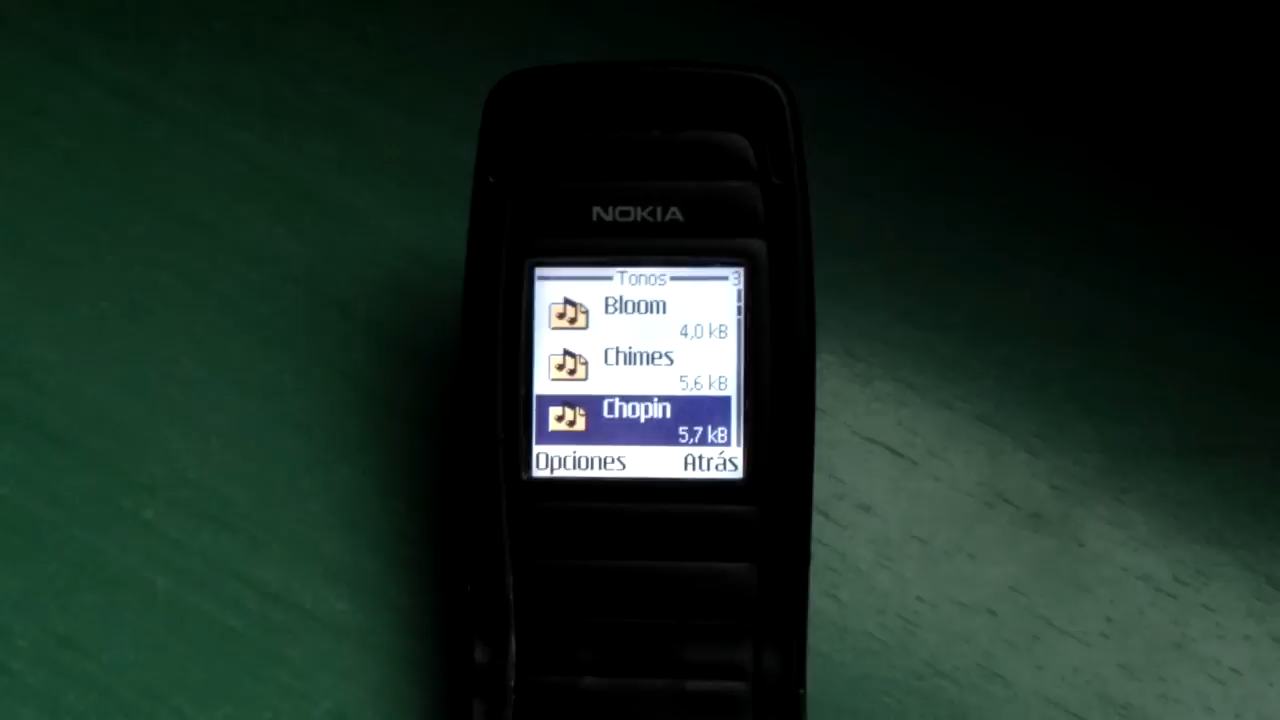 NOKIA
Tonos 3
Bloom
4,0 kB
Chimes
5,6 kB
Chopin
5,7 kB
Opciones Atrás